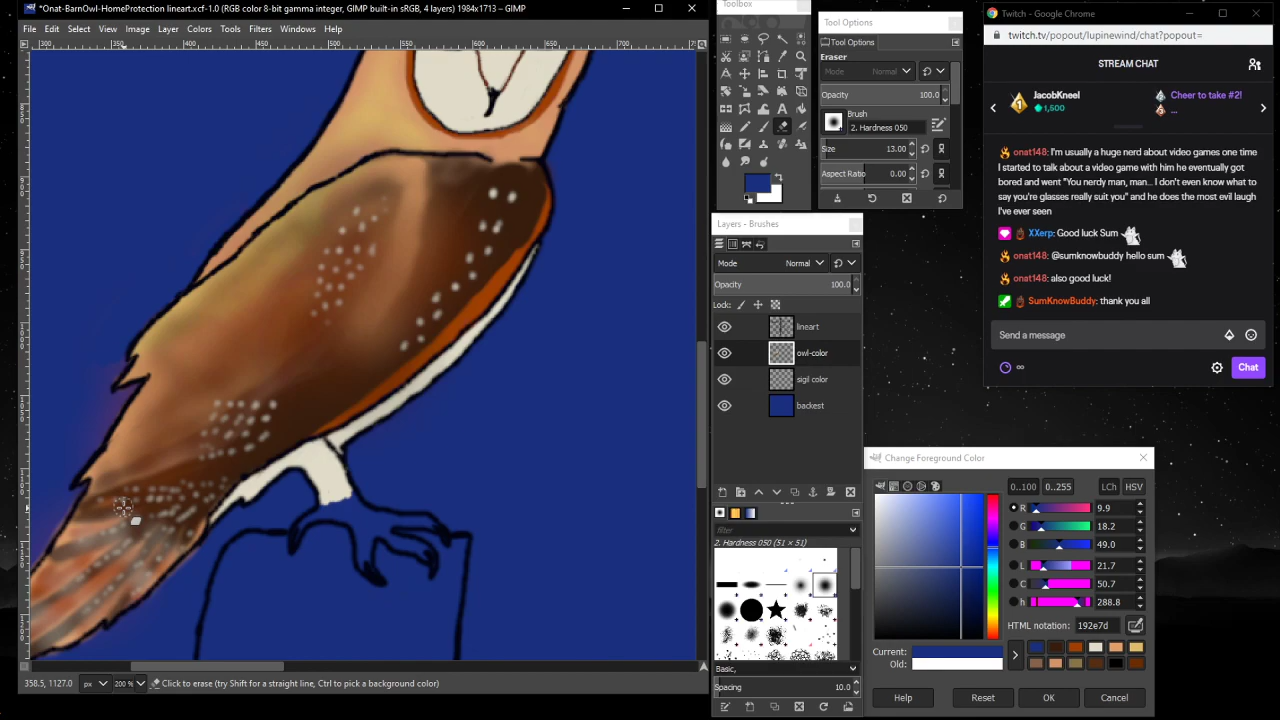 *Onat-BarnOwl-HomeProtection lineart.xcf-1.0 (RGB color 8-bit gamma integer, GIMP built-in sRGB, 4 layers) 1984x1713 – GIMP
File Edit Select View Image Layer Colors Tools Filters Windows Help
Toolbox
Tool Options
Tool Options
Eraser
Mode Normal
Opacity 100.0
Brush
2. Hardness 050
Size 13.00
Aspect Ratio 0.00
Layers - Brushes
Mode Normal
Opacity 100.0
Lock:
lineart
owl-color
sigil color
backest
filter
2. Hardness 050 (51 × 51)
Basic,
Spacing 10.0
Twitch - Google Chrome
twitch.tv/popout/lupinewind/chat?popout=
STREAM CHAT
JacobKneel
1,500
Cheer to take #2!
...
onat148: I'm usually a huge nerd about video games one time
I started to talk about a video game with him he eventually got
bored and went "You nerdy man, man... I don't even know what to
say you're glasses really suit you" and he does the most evil laugh
I've ever seen
XXerp: Good luck Sum
onat148: @sumknowbuddy hello sum
onat148: also good luck!
SumKnowBuddy: thank you all
Send a message
∞
Chat
Change Foreground Color
0..100 0..255 LCh HSV
R 9.9
G 18.2
B 49.0
L 21.7
C 50.7
h 288.8
HTML notation: 192e7d
Current:
Old:
Help Reset OK Cancel
358.5, 1127.0 px 200 % Click to erase (try Shift for a straight line, Ctrl to pick a background color)